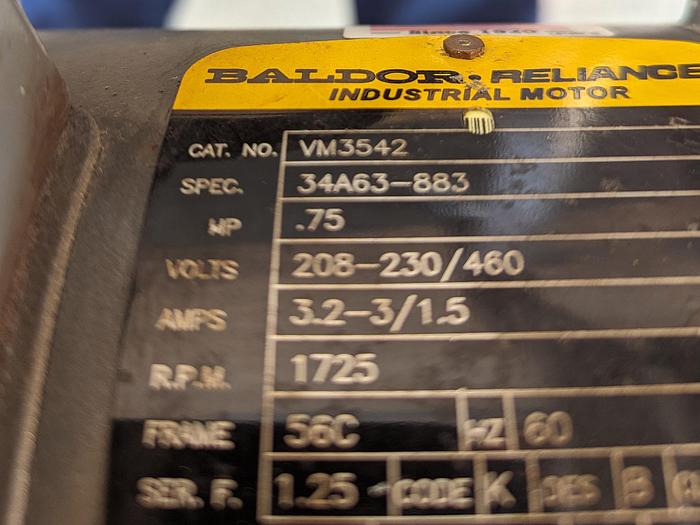 BALDOR · RELIANCE
INDUSTRIAL MOTOR
CAT. NO. VM3542
SPEC. 34A63-883
HP .75
VOLTS 208-230/460
AMPS 3.2-3/1.5
R.P.M. 1725
FRAME 56C HZ 60
SER. F. 1.25 CODE K DES B